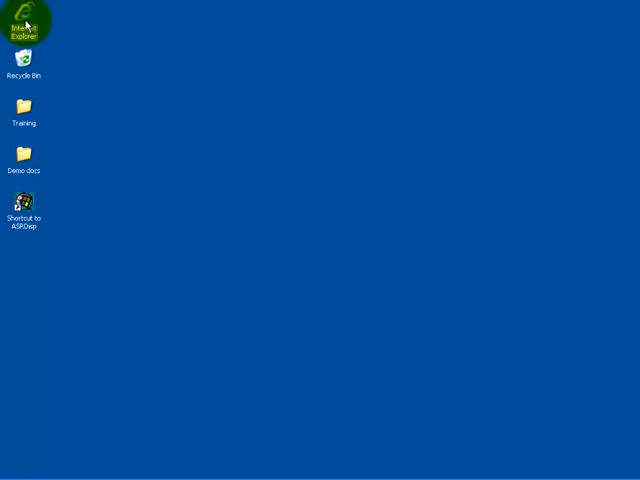 Internet
Explorer
Recycle Bin
Training
Demo docs
Shortcut to
ASRDisp